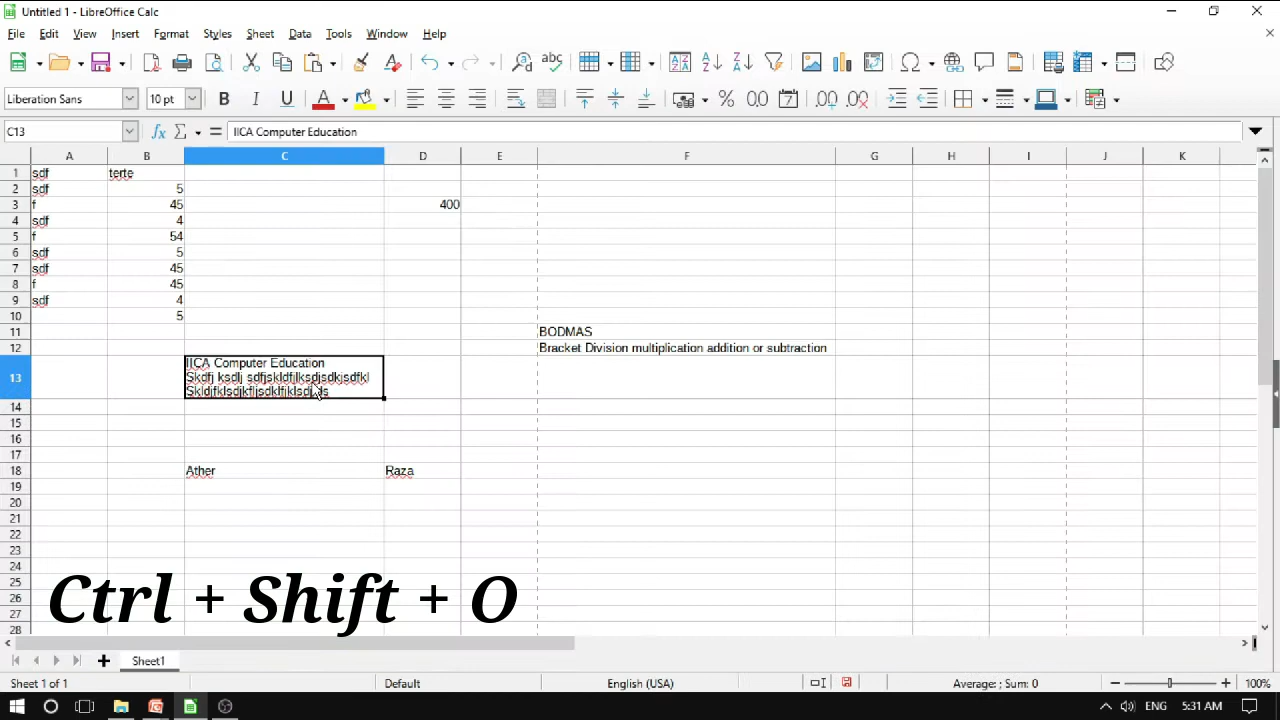 Untitled 1 - LibreOffice Calc
File Edit View Insert Format Styles Sheet Data Tools Window Help
Liberation Sans 10 pt
C13 IICA Computer Education
A B C D E F G H I J K
1 sdf terte
2 sdf 5
3 f 45 400
4 sdf 4
5 f 54
6 sdf 5
7 sdf 45
8 f 45
9 sdf 4
10 5
11 BODMAS
12 Bracket Division multiplication addition or subtraction
IICA Computer Education
13 Skdfj ksdlj
14
15
16
17
18 Ather Raza
19
20
21
22
23
24
25
26
27
28
Ctrl + Shift + O
Sheet1
Sheet 1 of 1 Default English (USA) Average: ; Sum: 0 100%
ENG 5:31 AM